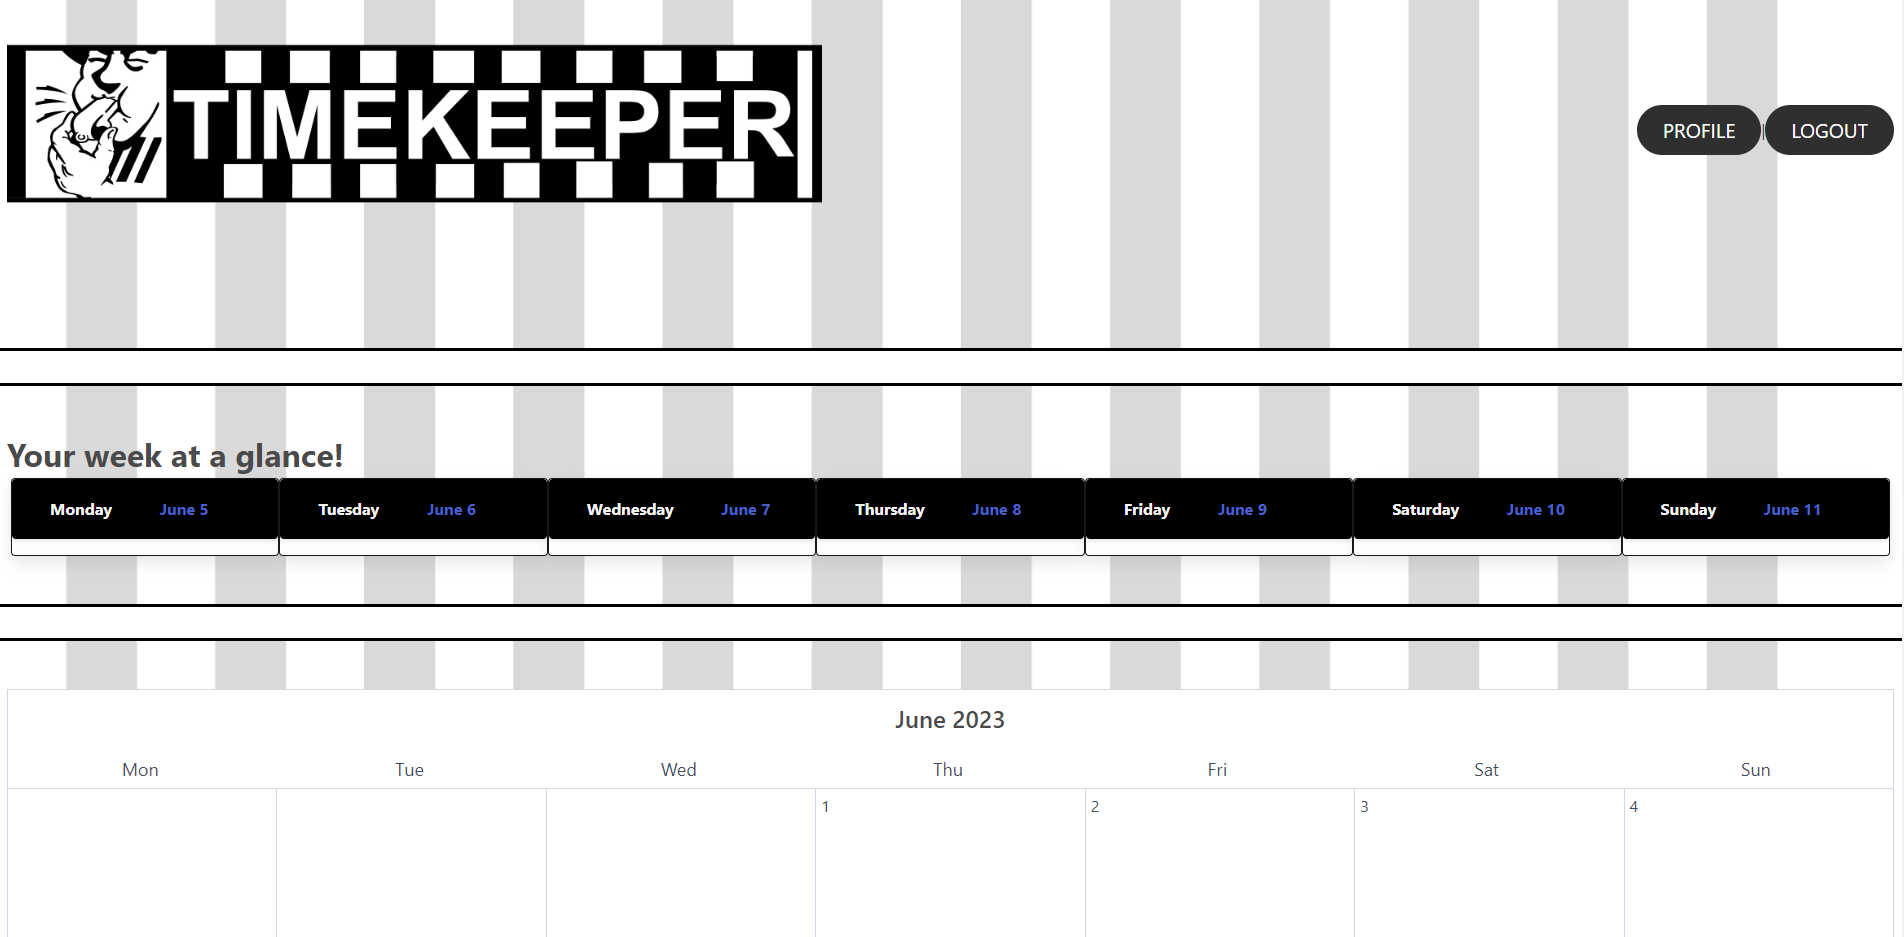 TIMEKEEPER
PROFILE | LOGOUT
Your week at a glance!
Monday June 5 Tuesday June 6 Wednesday June 7 Thursday June 8 Friday June 9 Saturday June 10 Sunday June 11
June 2023
Mon Tue Wed Thu Fri Sat Sun
1 2 3 4